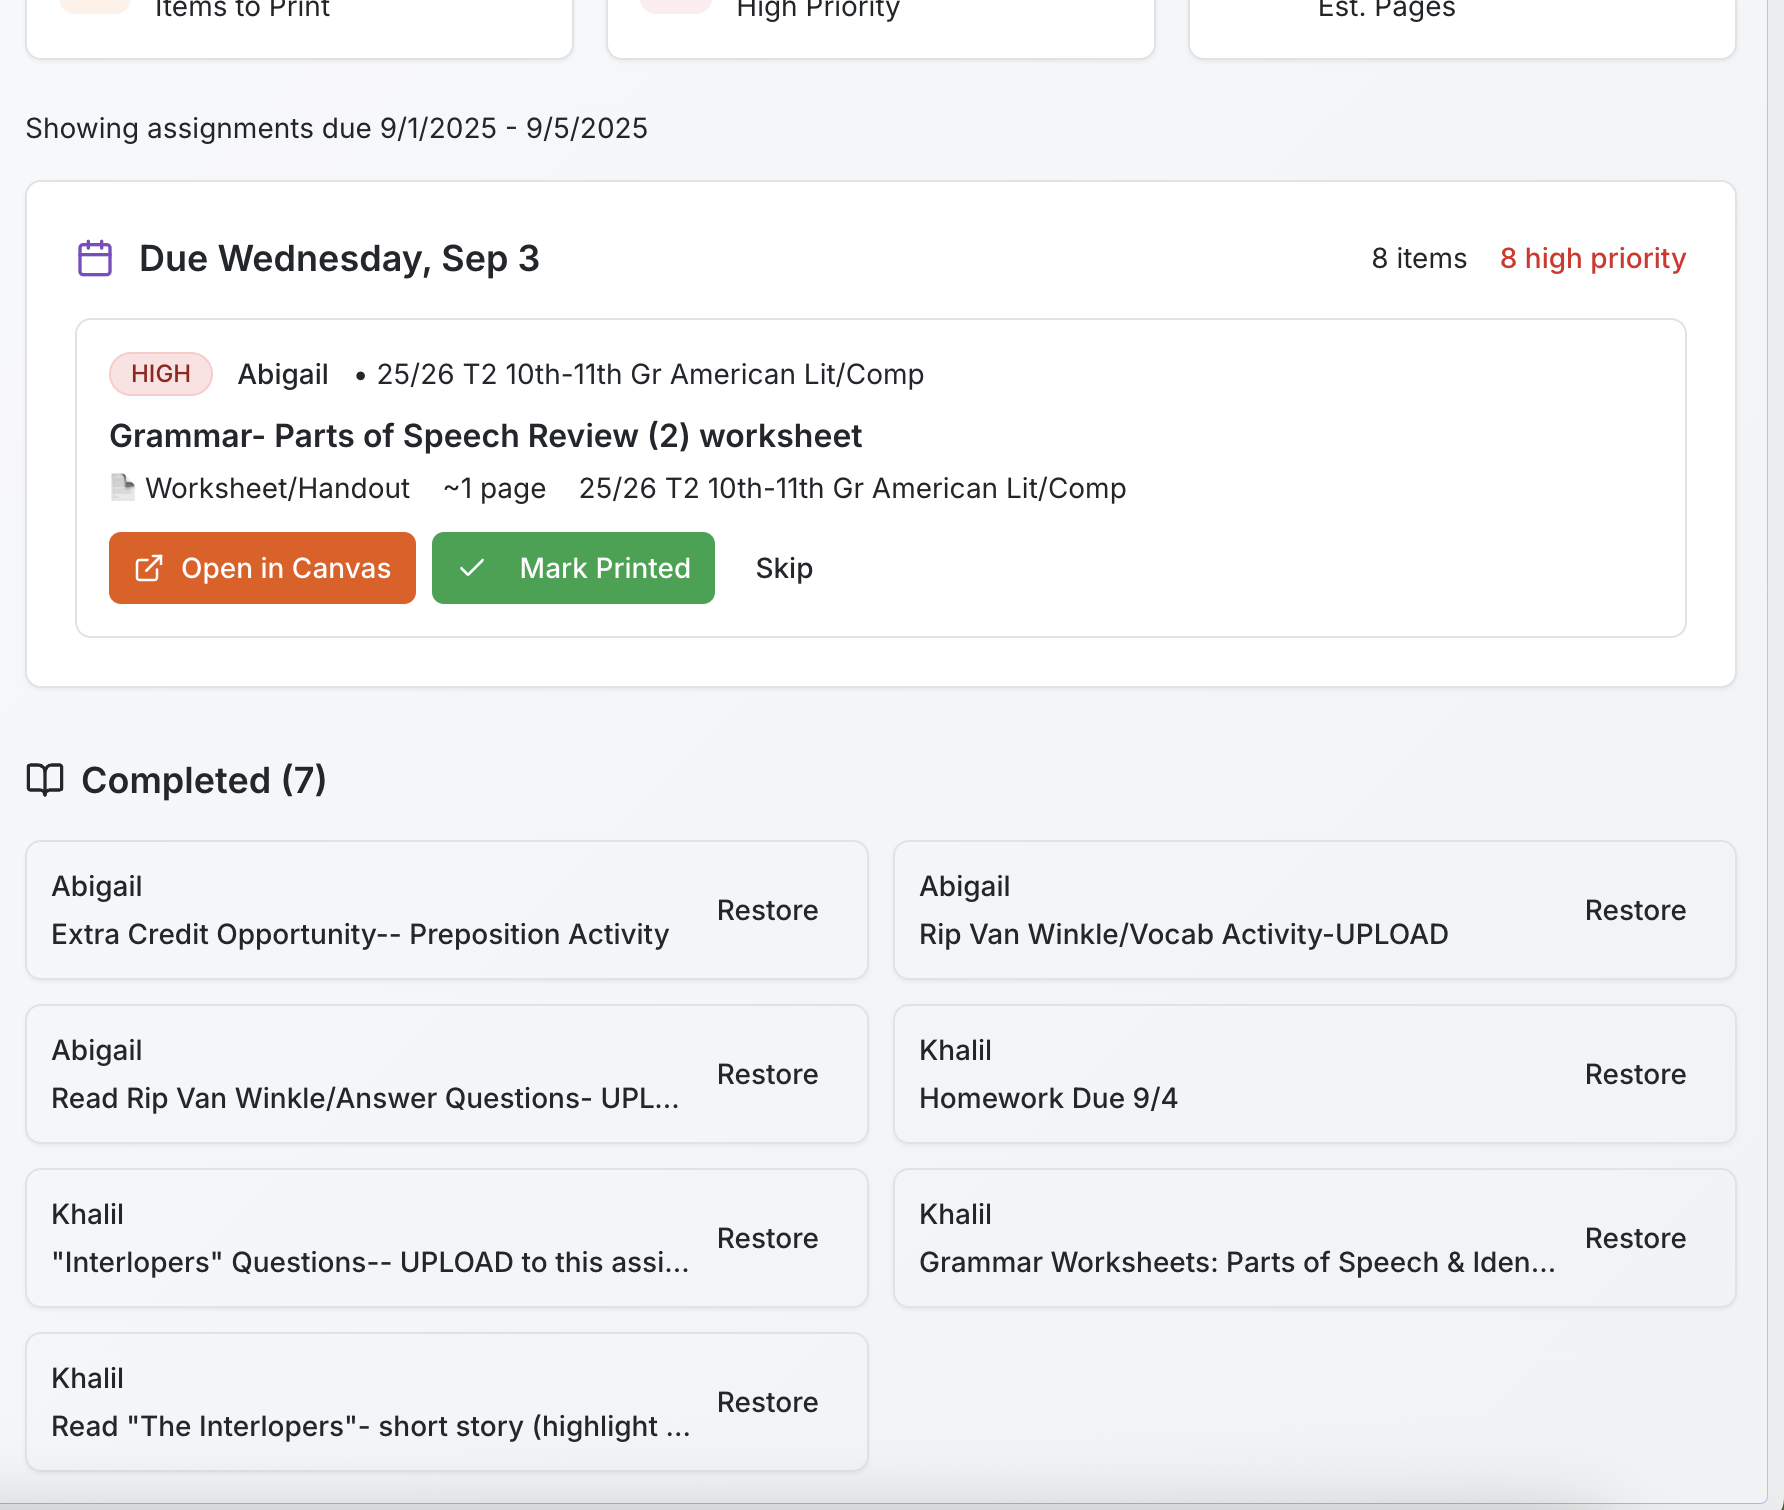 Items to Print
High Priority
Est. Pages
Showing assignments due 9/1/2025 - 9/5/2025
Due Wednesday, Sep 3
8 items
8 high priority
HIGH
Abigail • 25/26 T2 10th-11th Gr American Lit/Comp
Grammar- Parts of Speech Review (2) worksheet
Worksheet/Handout ~1 page 25/26 T2 10th-11th Gr American Lit/Comp
Open in Canvas
Mark Printed
Skip
Completed (7)
Abigail
Extra Credit Opportunity-- Preposition Activity
Restore
Abigail
Rip Van Winkle/Vocab Activity-UPLOAD
Restore
Abigail
Read Rip Van Winkle/Answer Questions- UPL...
Restore
Khalil
Homework Due 9/4
Restore
Khalil
"Interlopers" Questions-- UPLOAD to this assi...
Restore
Khalil
Grammar Worksheets: Parts of Speech & Iden...
Restore
Khalil
Read "The Interlopers"- short story (highlight ...
Restore